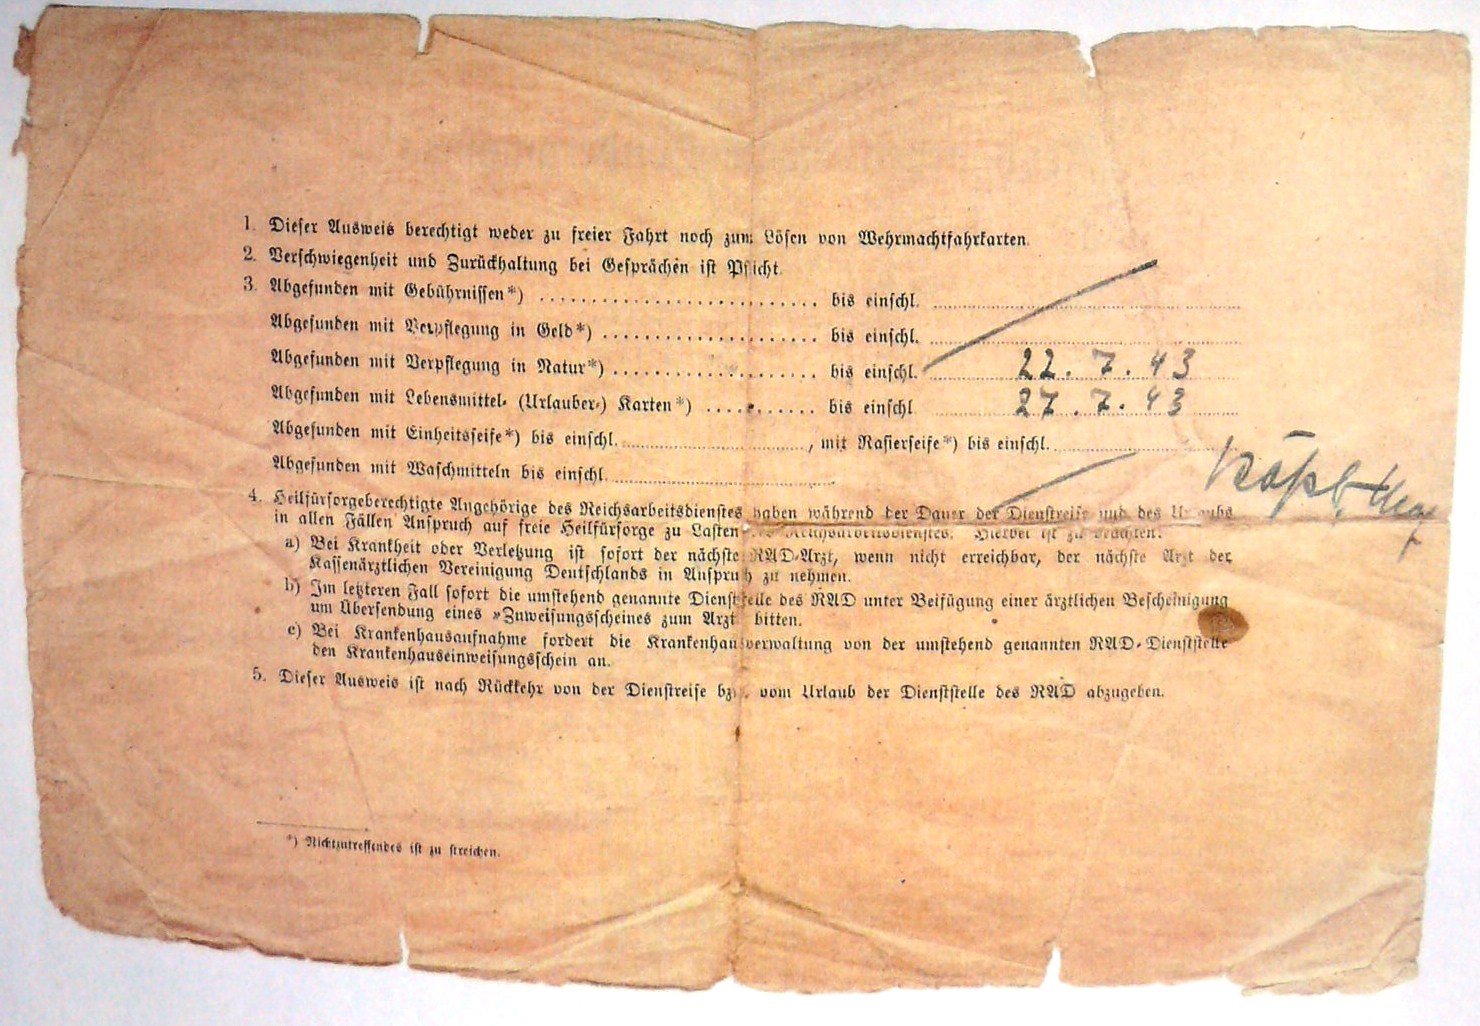 1. Dieser Ausweis berechtigt weder zu freier Fahrt noch zum Lösen von Wehrmachtfahrkarten.
2. Verschwiegenheit und Zurückhaltung bei Gesprächen ist Pflicht.
3. Abgefunden mit Gebührnissen*) ........................... bis einschl. ...........................
Abgefunden mit Verpflegung in Geld*) ..................... bis einschl. ...........................
Abgefunden mit Verpflegung in Natur*) .................... bis einschl. 22.7.43
Abgefunden mit Lebensmittel- (Urlauber-) Karten*) ........... bis einschl 27.7.43
Abgefunden mit Einheitsseife*) bis einschl. ..........................., mit Rasierseife*) bis einschl. ...........................
Abgefunden mit Waschmitteln bis einschl. ...........................
4. Heilfürsorgeberechtigte Angehörige des Reichsarbeitsdienstes haben während der Dauer der Dienstreise und des Urlaubs
in allen Fällen Anspruch auf freie Heilfürsorge zu Lasten des Reichsarbeitsdienstes. Hierbei ist zu beachten:
a) Bei Krankheit oder Verletzung ist sofort der nächste RAD-Arzt, wenn nicht erreichbar, der nächste Arzt der
Kassenärztlichen Vereinigung Deutschlands in Anspruch zu nehmen.
b) Im letzteren Fall sofort die umstehend genannte Dienststelle des RAD unter Beifügung einer ärztlichen Bescheinigung
um Übersendung eines »Zuweisungsscheines zum Arzt bitten.
c) Bei Krankenhausaufnahme fordert die Krankenhausverwaltung von der umstehend genannten RAD-Dienststelle
den Krankenhauseinweisungsschein an.
5. Dieser Ausweis ist nach Rückkehr von der Dienstreise bzw. vom Urlaub der Dienststelle des RAD abzugeben.
*) Nichtzutreffendes ist zu streichen.